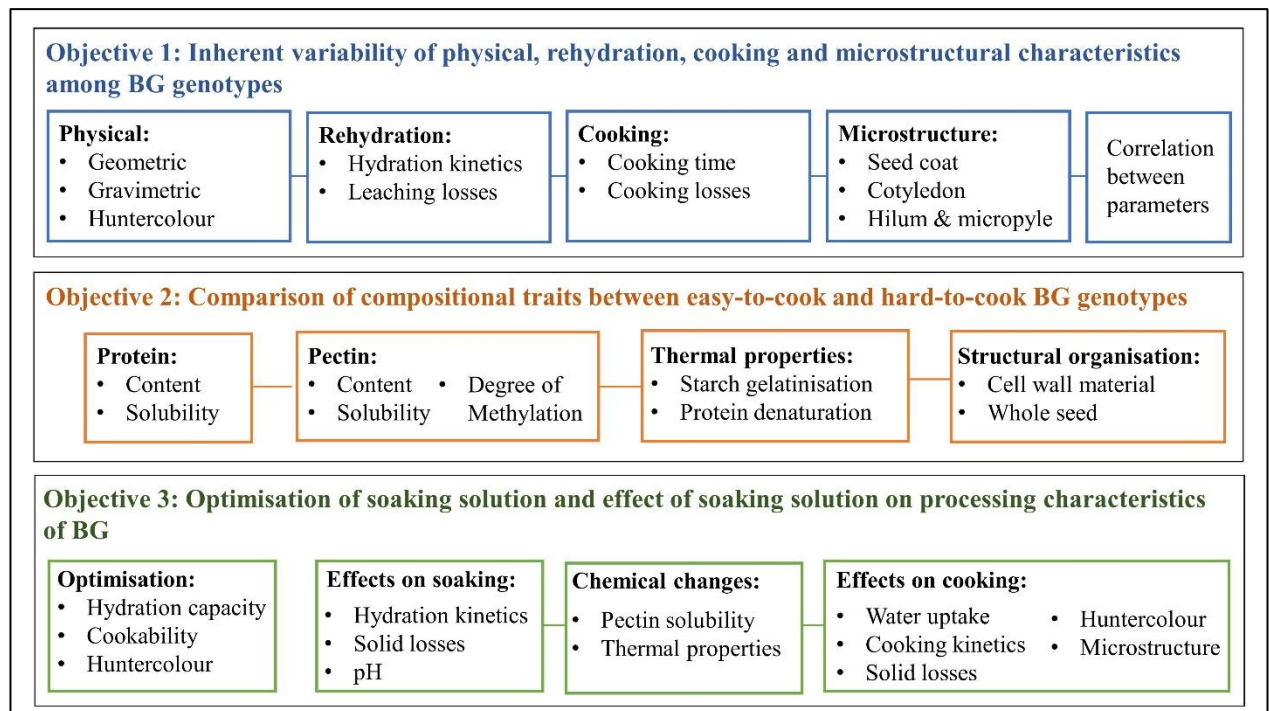 Objective 1: Inherent variability of physical, rehydration, cooking and microstructural characteristics
among BG genotypes
Physical:
• Geometric
• Gravimetric
• Huntercolour
Rehydration:
• Hydration kinetics
• Leaching losses
Cooking:
• Cooking time
• Cooking losses
Microstructure:
• Seed coat
• Cotyledon
• Hilum & micropyle
Correlation
between
parameters
Objective 2: Comparison of compositional traits between easy-to-cook and hard-to-cook BG genotypes
Protein:
• Content
• Solubility
Pectin:
• Content
• Solubility
• Degree of
Methylation
Thermal properties:
• Starch gelatinisation
• Protein denaturation
Structural organisation:
• Cell wall material
• Whole seed
Objective 3: Optimisation of soaking solution and effect of soaking solution on processing characteristics
of BG
Optimisation:
• Hydration capacity
• Cookability
• Huntercolour
Effects on soaking:
• Hydration kinetics
• Solid losses
• pH
Chemical changes:
• Pectin solubility
• Thermal properties
Effects on cooking:
• Water uptake
• Cooking kinetics
• Solid losses
• Huntercolour
• Microstructure